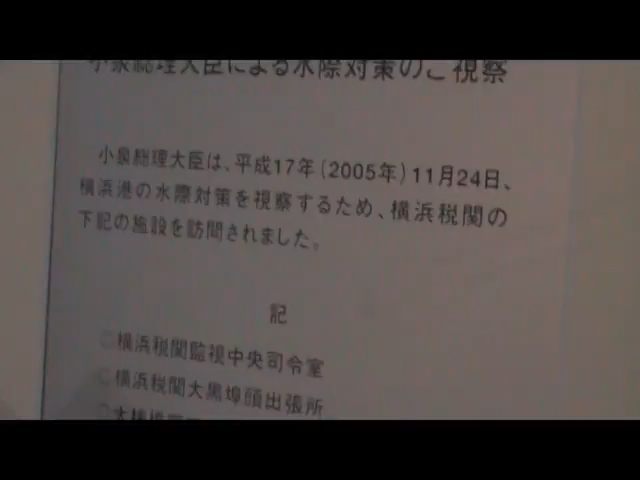 小泉総理大臣による水際対策のご視察
小泉総理大臣は、平成17年(2005年)11月24日、
横浜港の水際対策を視察するため、横浜税関の
下記の施設を訪問されました。
記
○横浜税関監視中央司令室
○横浜税関大黒埠頭出張所